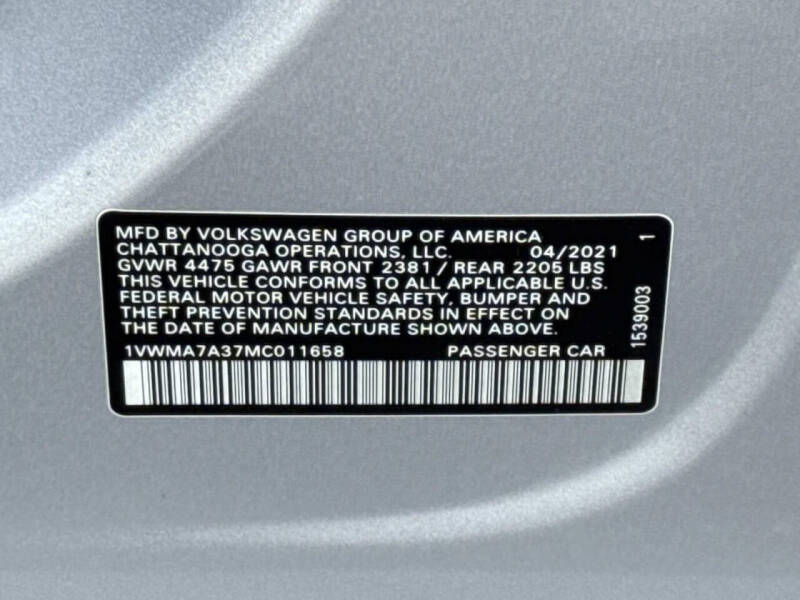 MFD BY VOLKSWAGEN GROUP OF AMERICA
CHATTANOOGA OPERATIONS, LLC. 04/2021
GVWR 4475 GAWR FRONT 2381 / REAR 2205 LBS
THIS VEHICLE CONFORMS TO ALL APPLICABLE U.S.
FEDERAL MOTOR VEHICLE SAFETY, BUMPER AND
THEFT PREVENTION STANDARDS IN EFFECT ON
THE DATE OF MANUFACTURE SHOWN ABOVE.
1VWMA7A37MC011658 PASSENGER CAR
1539003 1